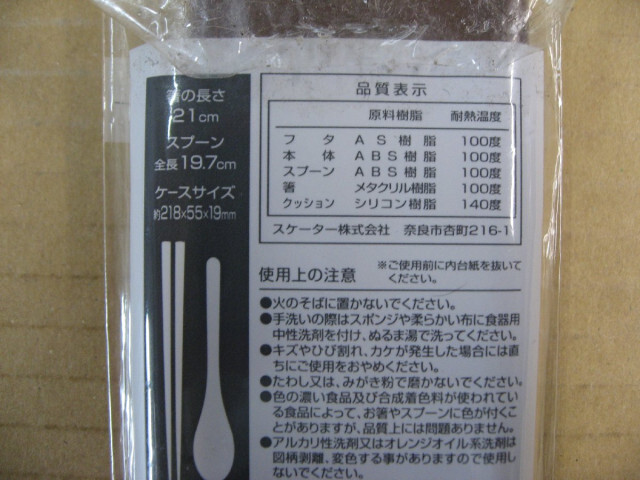 箸の長さ
21cm
スプーン
全長19.7cm
ケースサイズ
約218×55×19mm
品質表示
原料樹脂 耐熱温度
フタ AS樹脂 100度
本体 ABS樹脂 100度
スプーン ABS樹脂 100度
箸 メタクリル樹脂 100度
クッション シリコン樹脂 140度
スケーター株式会社 奈良市杏町216-1
使用上の注意
※ご使用前に内台紙を抜いて
ください。
●火のそばに置かないでください。
●手洗いの際はスポンジや柔らかい布に食器用
中性洗剤を付け、ぬるま湯で洗ってください。
●キズやひび割れ、カケが発生した場合には直
ちにご使用をおやめください。
●たわし又は、みがき粉で磨かないでください。
●色の濃い食品及び合成着色料が使われてい
る食品によって、お箸やスプーンに色が付くこ
とがありますが、品質上には問題ありません。
●アルカリ性洗剤又はオレンジオイル系洗剤は
図柄剥離、変色する事がありますので使用し
ないでください。